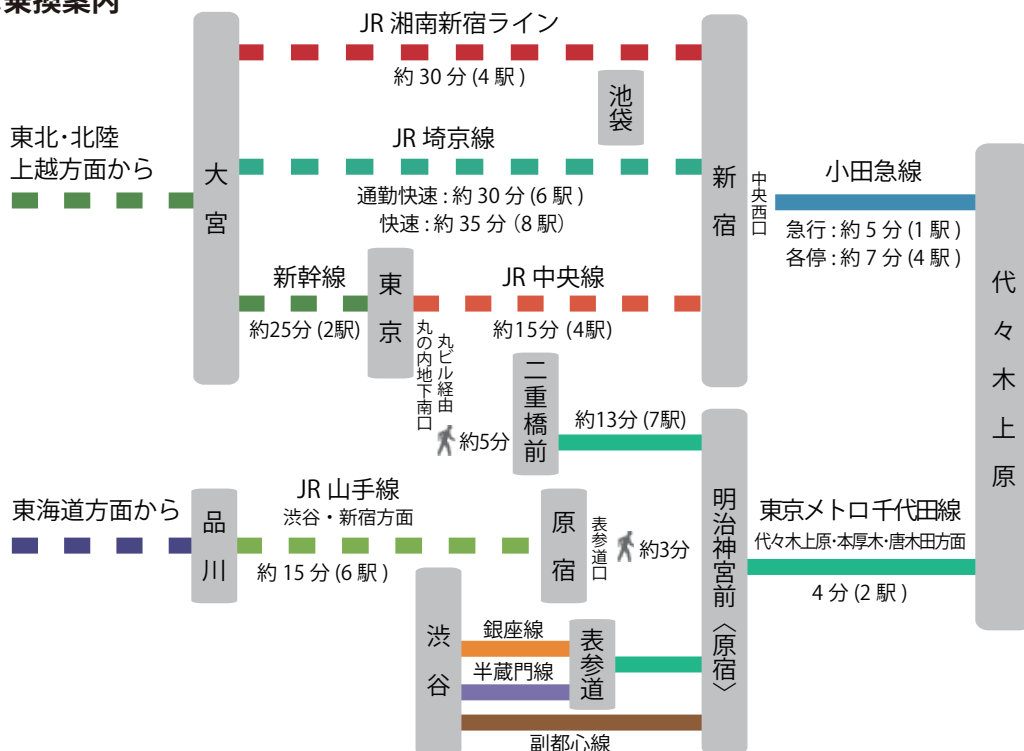 乗換案内
JR 湘南新宿ライン
約 30 分 (4 駅 )
池袋
東北・北陸
上越方面から
大宮
JR 埼京線
通勤快速 : 約 30 分 (6 駅 )
快速 : 約 35 分 (8 駅)
新宿
中央西口
小田急線
急行 : 約 5 分 (1 駅 )
各停 : 約 7 分 (4 駅 )
代々木上原
新幹線
約25分 (2駅)
東京
JR 中央線
約15分 (4駅)
丸ビル経由
丸の内地下南口
約5分
二重橋前
約13分 (7駅)
東海道方面から
品川
JR 山手線
渋谷・新宿方面
約 15 分 (6 駅 )
原宿
表参道口
約3分
明治神宮前〈原宿〉
東京メトロ千代田線
代々木上原・本厚木・唐木田方面
4 分 (2 駅 )
渋谷
銀座線
半蔵門線
表参道
副都心線